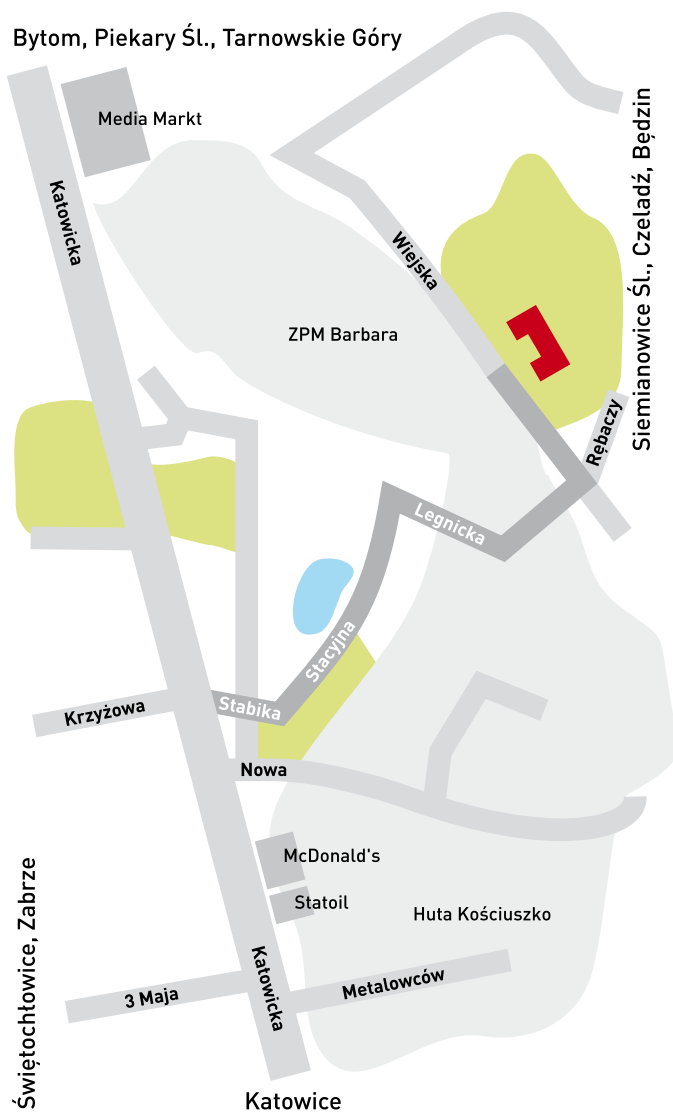 Bytom, Piekary Śl., Tarnowskie Góry
Media Markt
Siemianowice Śl., Czeladź, Będzin
Katowicka
Wiejska
ZPM Barbara
Rębaczy
Legnicka
Stacyjna
Stabika
Krzyżowa
Nowa
McDonald's
Statoil
Huta Kościuszko
Świętochłowice, Zabrze
Katowicka
Metalowców
3 Maja
Katowice